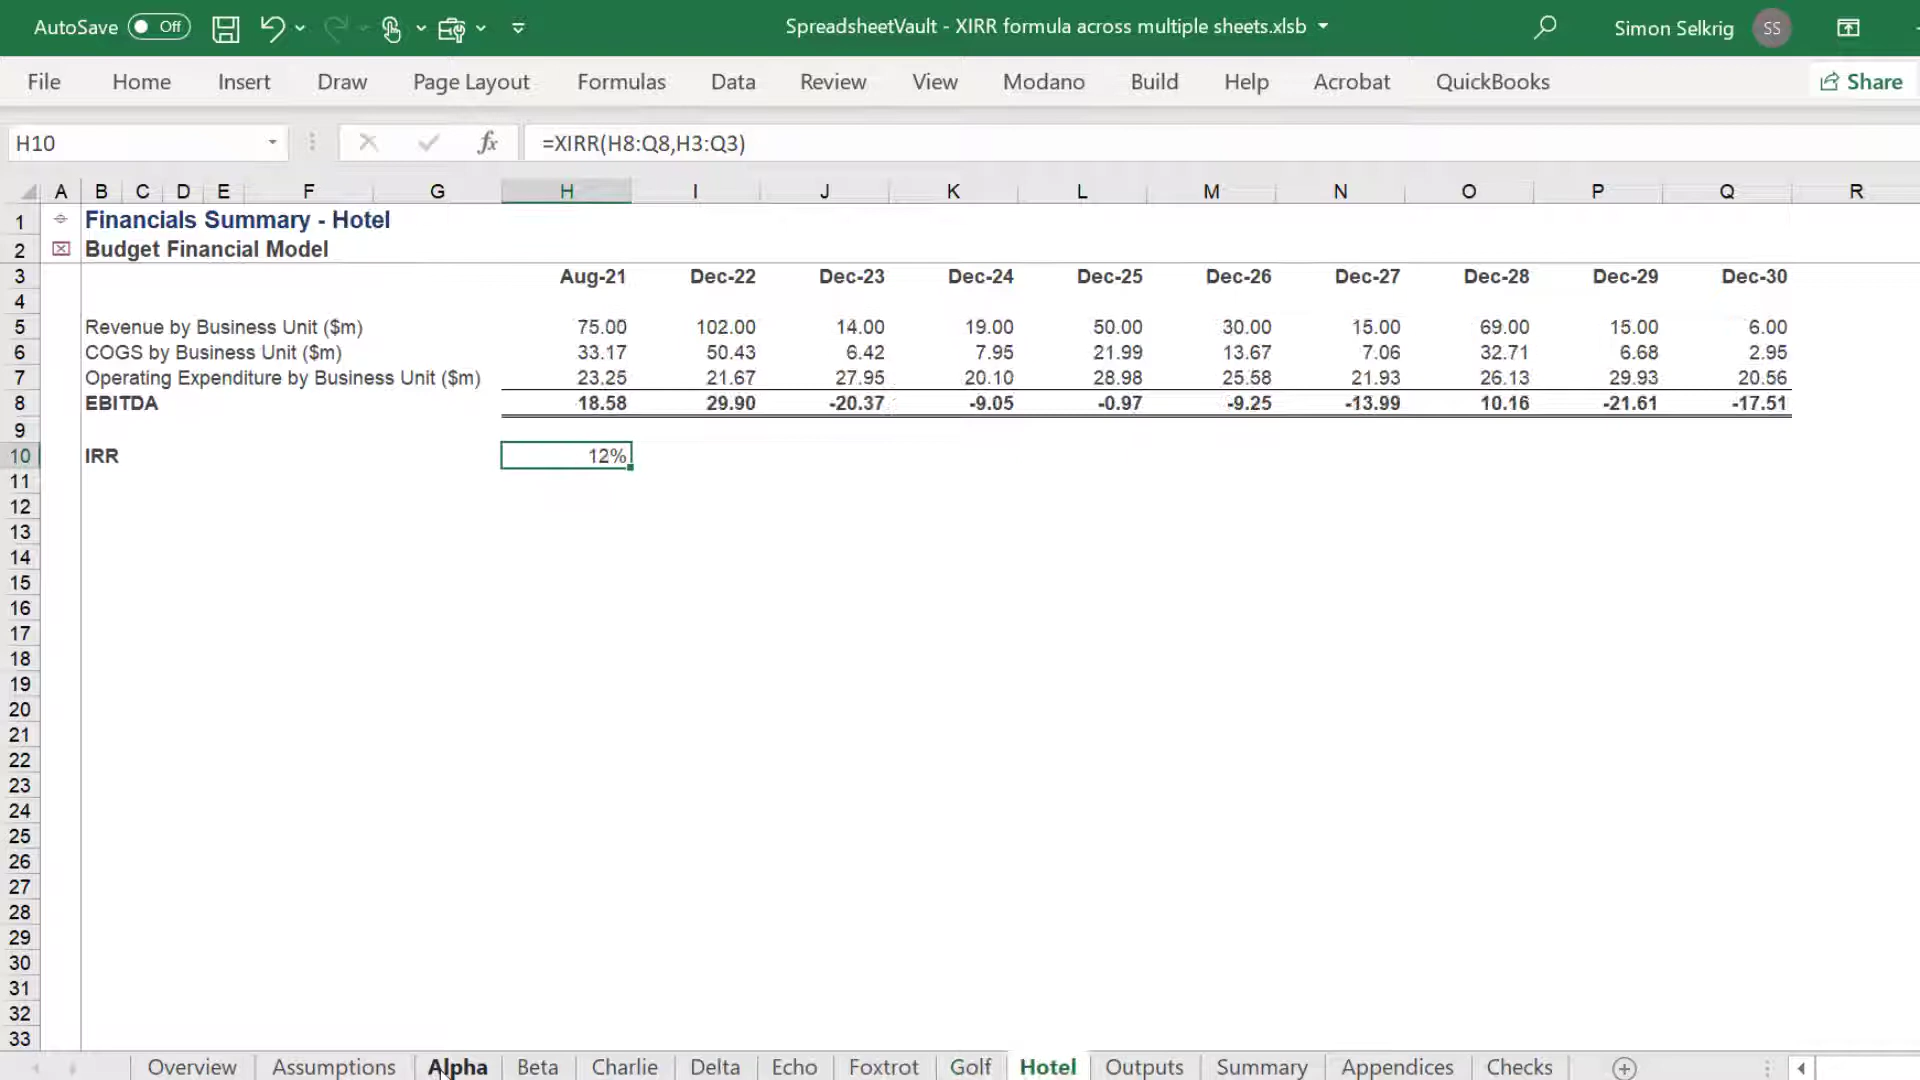 AutoSave Off SpreadsheetVault - XIRR formula across multiple sheets.xlsb Simon Selkrig SS
File Home Insert Draw Page Layout Formulas Data Review View Modano Build Help Acrobat QuickBooks Share
H10 fx =XIRR(H8:Q8,H3:Q3)
A B C D E F G H I J K L M N O P Q R
1 Financials Summary - Hotel
2 Budget Financial Model
3 Aug-21 Dec-22 Dec-23 Dec-24 Dec-25 Dec-26 Dec-27 Dec-28 Dec-29 Dec-30
4
5 Revenue by Business Unit ($m) 75.00 102.00 14.00 19.00 50.00 30.00 15.00 69.00 15.00 6.00
6 COGS by Business Unit ($m) 33.17 50.43 6.42 7.95 21.99 13.67 7.06 32.71 6.68 2.95
7 Operating Expenditure by Business Unit ($m) 23.25 21.67 27.95 20.10 28.98 25.58 21.93 26.13 29.93 20.56
8 EBITDA 18.58 29.90 -20.37 -9.05 -0.97 -9.25 -13.99 10.16 -21.61 -17.51
9
10 IRR 12%
11
12
13
14
15
16
17
18
19
20
21
22
23
24
25
26
27
28
29
30
31
32
33
Overview Assumptions Alpha Beta Charlie Delta Echo Foxtrot Golf Hotel Outputs Summary Appendices Checks